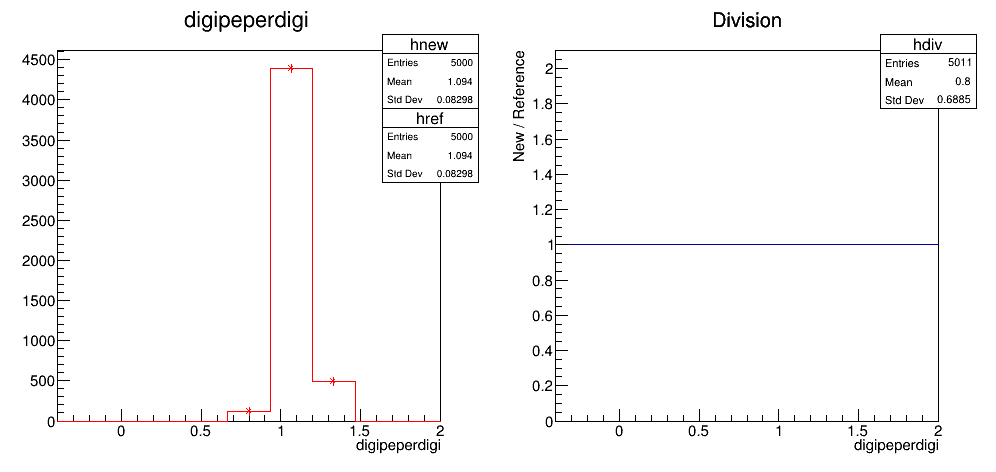 digipeperdigi
hnew
Entries 5000
Mean 1.094
Std Dev 0.08298
href
Entries 5000
Mean 1.094
Std Dev 0.08298
4500
4000
3500
3000
2500
2000
1500
1000
500
0
0 0.5 1 1.5 2
digipeperdigi
Division
hdiv
Entries 5011
Mean 0.8
Std Dev 0.6885
New / Reference
2
1.8
1.6
1.4
1.2
1
0.8
0.6
0.4
0.2
0
0 0.5 1 1.5 2
digipeperdigi